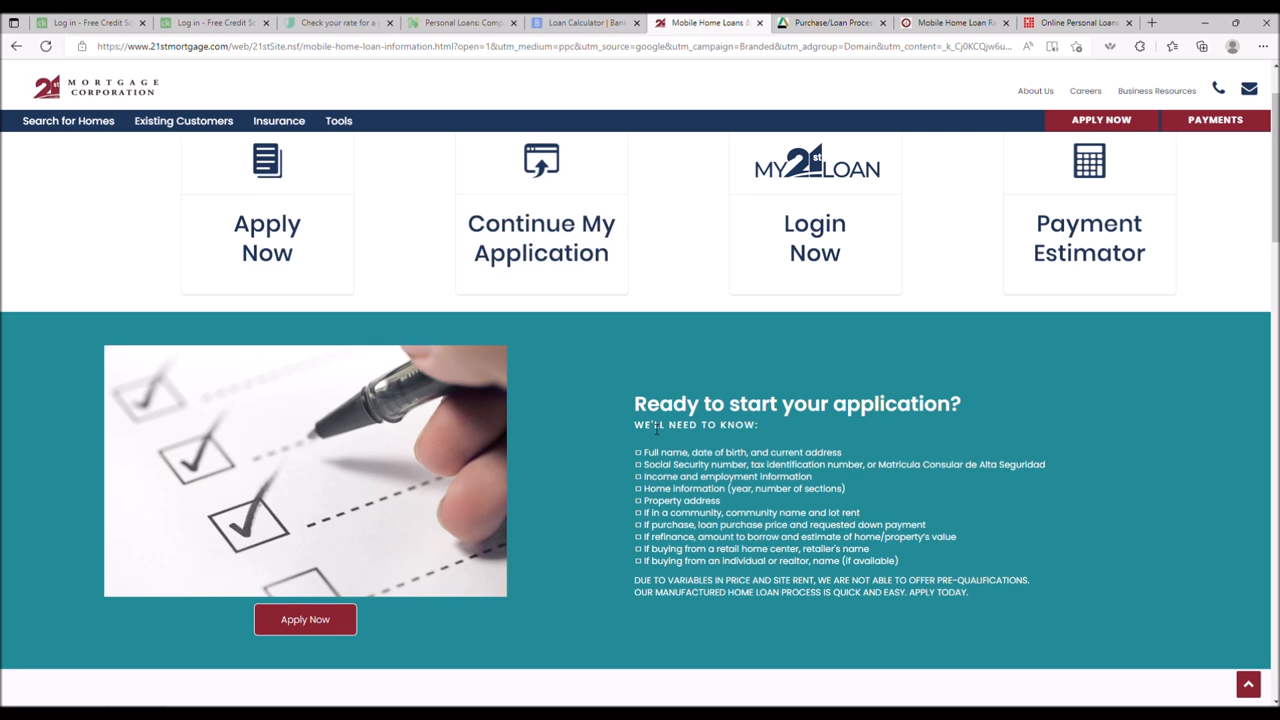 Log in - Free Credit Sc
Log in - Free Credit Sc
Check your rate for a p
Personal Loans: Comp
Loan Calculator | Bank
Mobile Home Loans &
Purchase/Loan Process
Mobile Home Loan Ra
Online Personal Loans
https://www.21stmortgage.com/web/21stSite.nsf/mobile-home-loan-information.html?open=1&utm_medium=ppc&utm_source=google&utm_campaign=Branded&utm_adgroup=Domain&utm_content=_k_Cj0KCQjw6u...
21st MORTGAGE
CORPORATION
About Us
Careers
Business Resources
Search for Homes
Existing Customers
Insurance
Tools
APPLY NOW
PAYMENTS
MY 21st LOAN
Apply
Now
Continue My
Application
Login
Now
Payment
Estimator
Ready to start your application?
WE'LL NEED TO KNOW:
Full name, date of birth, and current address
Social Security number, tax identification number, or Matricula Consular de Alta Seguridad
Income and employment information
Home information (year, number of sections)
Property address
If in a community, community name and lot rent
If purchase, loan purchase price and requested down payment
If refinance, amount to borrow and estimate of home/property's value
If buying from a retail home center, retailer's name
If buying from an individual or realtor, name (if available)
DUE TO VARIABLES IN PRICE AND SITE RENT, WE ARE NOT ABLE TO OFFER PRE-QUALIFICATIONS.
OUR MANUFACTURED HOME LOAN PROCESS IS QUICK AND EASY. APPLY TODAY.
Apply Now